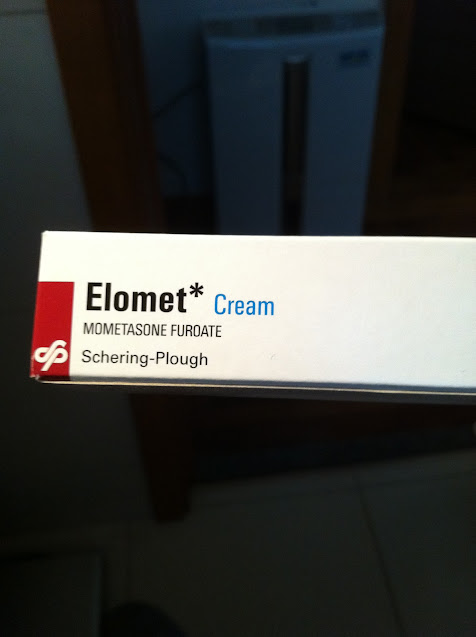 Elomet* Cream
MOMETASONE FUROATE
Schering-Plough